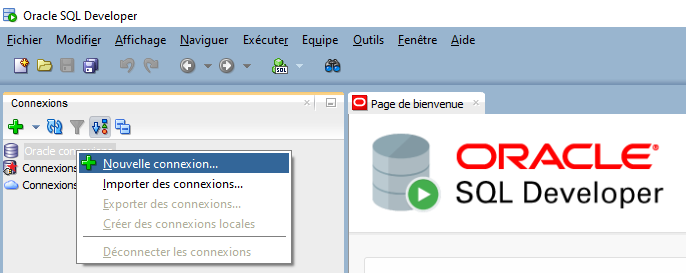 Oracle SQL Developer
Fichier Modifier Affichage Naviguer Exécuter Equipe Outils Fenêtre Aide
SQL
Connexions
Page de bienvenue
Oracle connexions
Connexions
Connexions
Nouvelle connexion...
Importer des connexions...
Exporter des connexions...
Créer des connexions locales
Déconnecter les connexions
ORACLE
SQL Developer